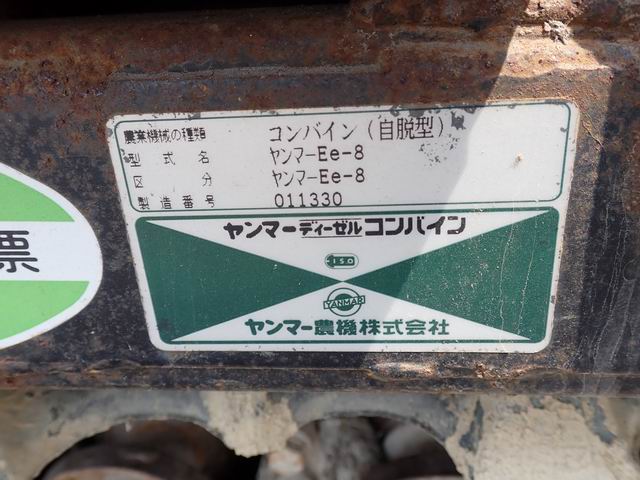 農業機械の種類 コンバイン(自脱型)
型式名 ヤンマーEe-8
区分 ヤンマーEe-8
製造番号 011330
ヤンマーディーゼルコンバイン
ISO
YANMAR
ヤンマー農機株式会社
票